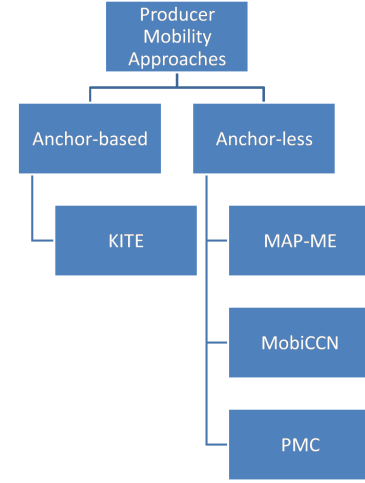 Producer
Mobility
Approaches
Anchor-based
Anchor-less
KITE
MAP-ME
MobiCCN
PMC